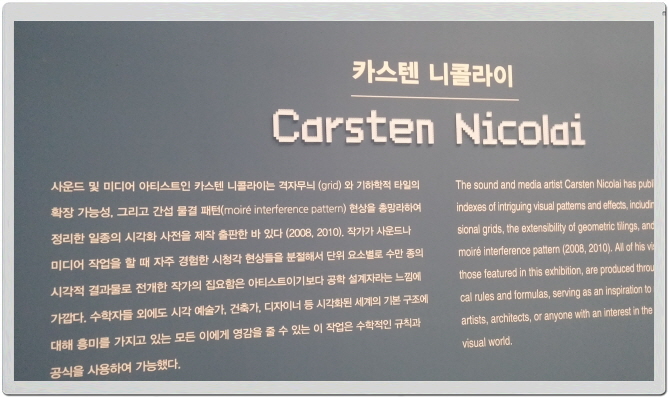 카스텐 니콜라이
Carsten Nicolai
사운드 및 미디어 아티스트인 카스텐 니콜라이는 격자무늬 (grid) 와 기하학적 타일의
확장 가능성, 그리고 간섭 물결 패턴(moiré interference pattern) 현상을 총망라하여
정리한 일종의 시각화 사전을 제작 출판한 바 있다 (2008, 2010). 작가가 사운드나
미디어 작업을 할 때 자주 경험한 시청각 현상들을 분절해서 단위 요소별로 수만 종의
시각적 결과물로 전개한 작가의 집요함은 아티스트이기보다 공학 설계자라는 느낌에
가깝다. 수학자들 외에도 시각 예술가, 건축가, 디자이너 등 시각화된 세계의 기본 구조에
대해 흥미를 가지고 있는 모든 이에게 영감을 줄 수 있는 이 작업은 수학적인 규칙과
공식을 사용하여 가능했다.
The sound and media artist Carsten Nicolai has publ
indexes of intriguing visual patterns and effects, includin
sional grids, the extensibility of geometric tilings, and
moiré interference pattern (2008, 2010). All of his vi
those featured in this exhibition, are produced throu
cal rules and formulas, serving as an inspiration to
artists, architects, or anyone with an interest in the
visual world.